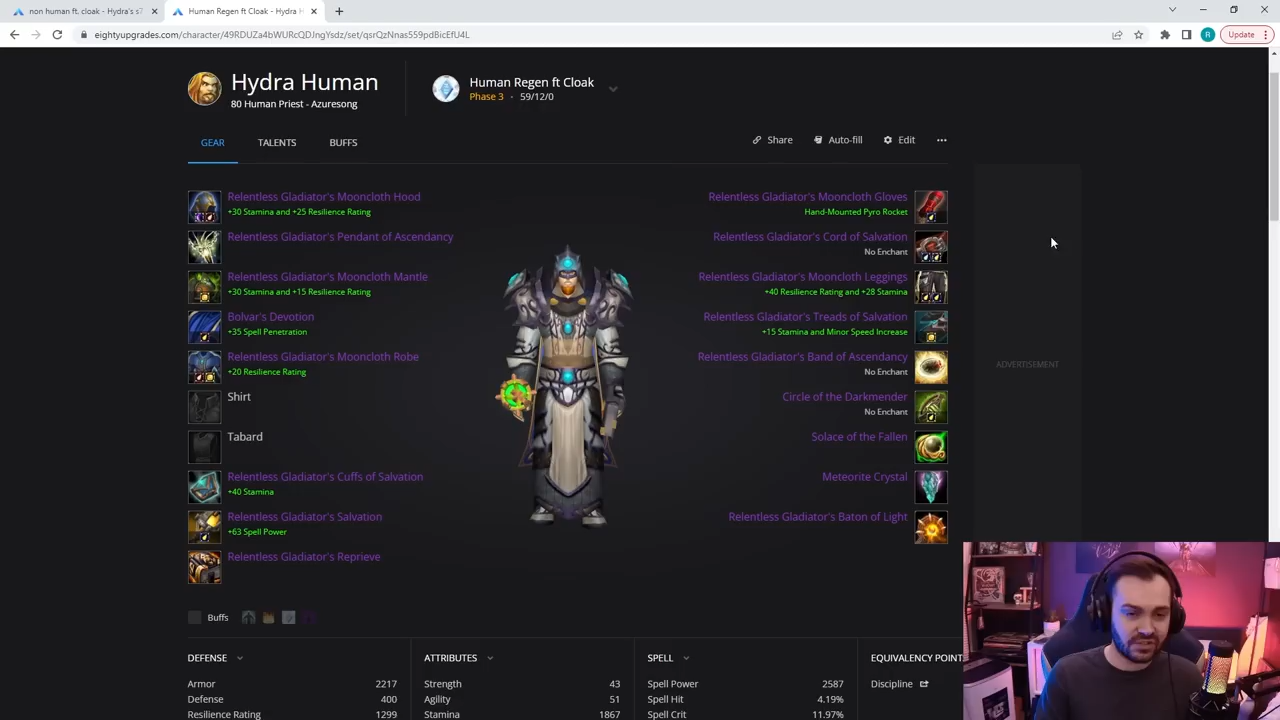 non human ft. cloak - Hydra's s7
Human Regen ft Cloak - Hydra H
Update
R
eightyupgrades.com/character/49RDUZa4bWURcQDJngYsdz/set/qsrQzNnas559pdBicEfU4L
Hydra Human
80 Human Priest - Azuresong
Human Regen ft Cloak
Phase 3 · 59/12/0
GEAR
TALENTS
BUFFS
Share
Auto-fill
Edit
Relentless Gladiator's Mooncloth Hood
+30 Stamina and +25 Resilience Rating
Relentless Gladiator's Pendant of Ascendancy
Relentless Gladiator's Mooncloth Mantle
+30 Stamina and +15 Resilience Rating
Bolvar's Devotion
+35 Spell Penetration
Relentless Gladiator's Mooncloth Robe
+20 Resilience Rating
Shirt
Tabard
Relentless Gladiator's Cuffs of Salvation
+40 Stamina
Relentless Gladiator's Salvation
+63 Spell Power
Relentless Gladiator's Reprieve
Relentless Gladiator's Mooncloth Gloves
Hand-Mounted Pyro Rocket
Relentless Gladiator's Cord of Salvation
No Enchant
Relentless Gladiator's Mooncloth Leggings
+40 Resilience Rating and +28 Stamina
Relentless Gladiator's Treads of Salvation
+15 Stamina and Minor Speed Increase
Relentless Gladiator's Band of Ascendancy
No Enchant
Circle of the Darkmender
No Enchant
Solace of the Fallen
Meteorite Crystal
Relentless Gladiator's Baton of Light
ADVERTISEMENT
Buffs
DEFENSE
Armor 2217
Defense 400
Resilience Rating 1299
ATTRIBUTES
Strength 43
Agility 51
Stamina 1867
SPELL
Spell Power 2587
Spell Hit 4.19%
Spell Crit 11.97%
EQUIVALENCY POINT
Discipline